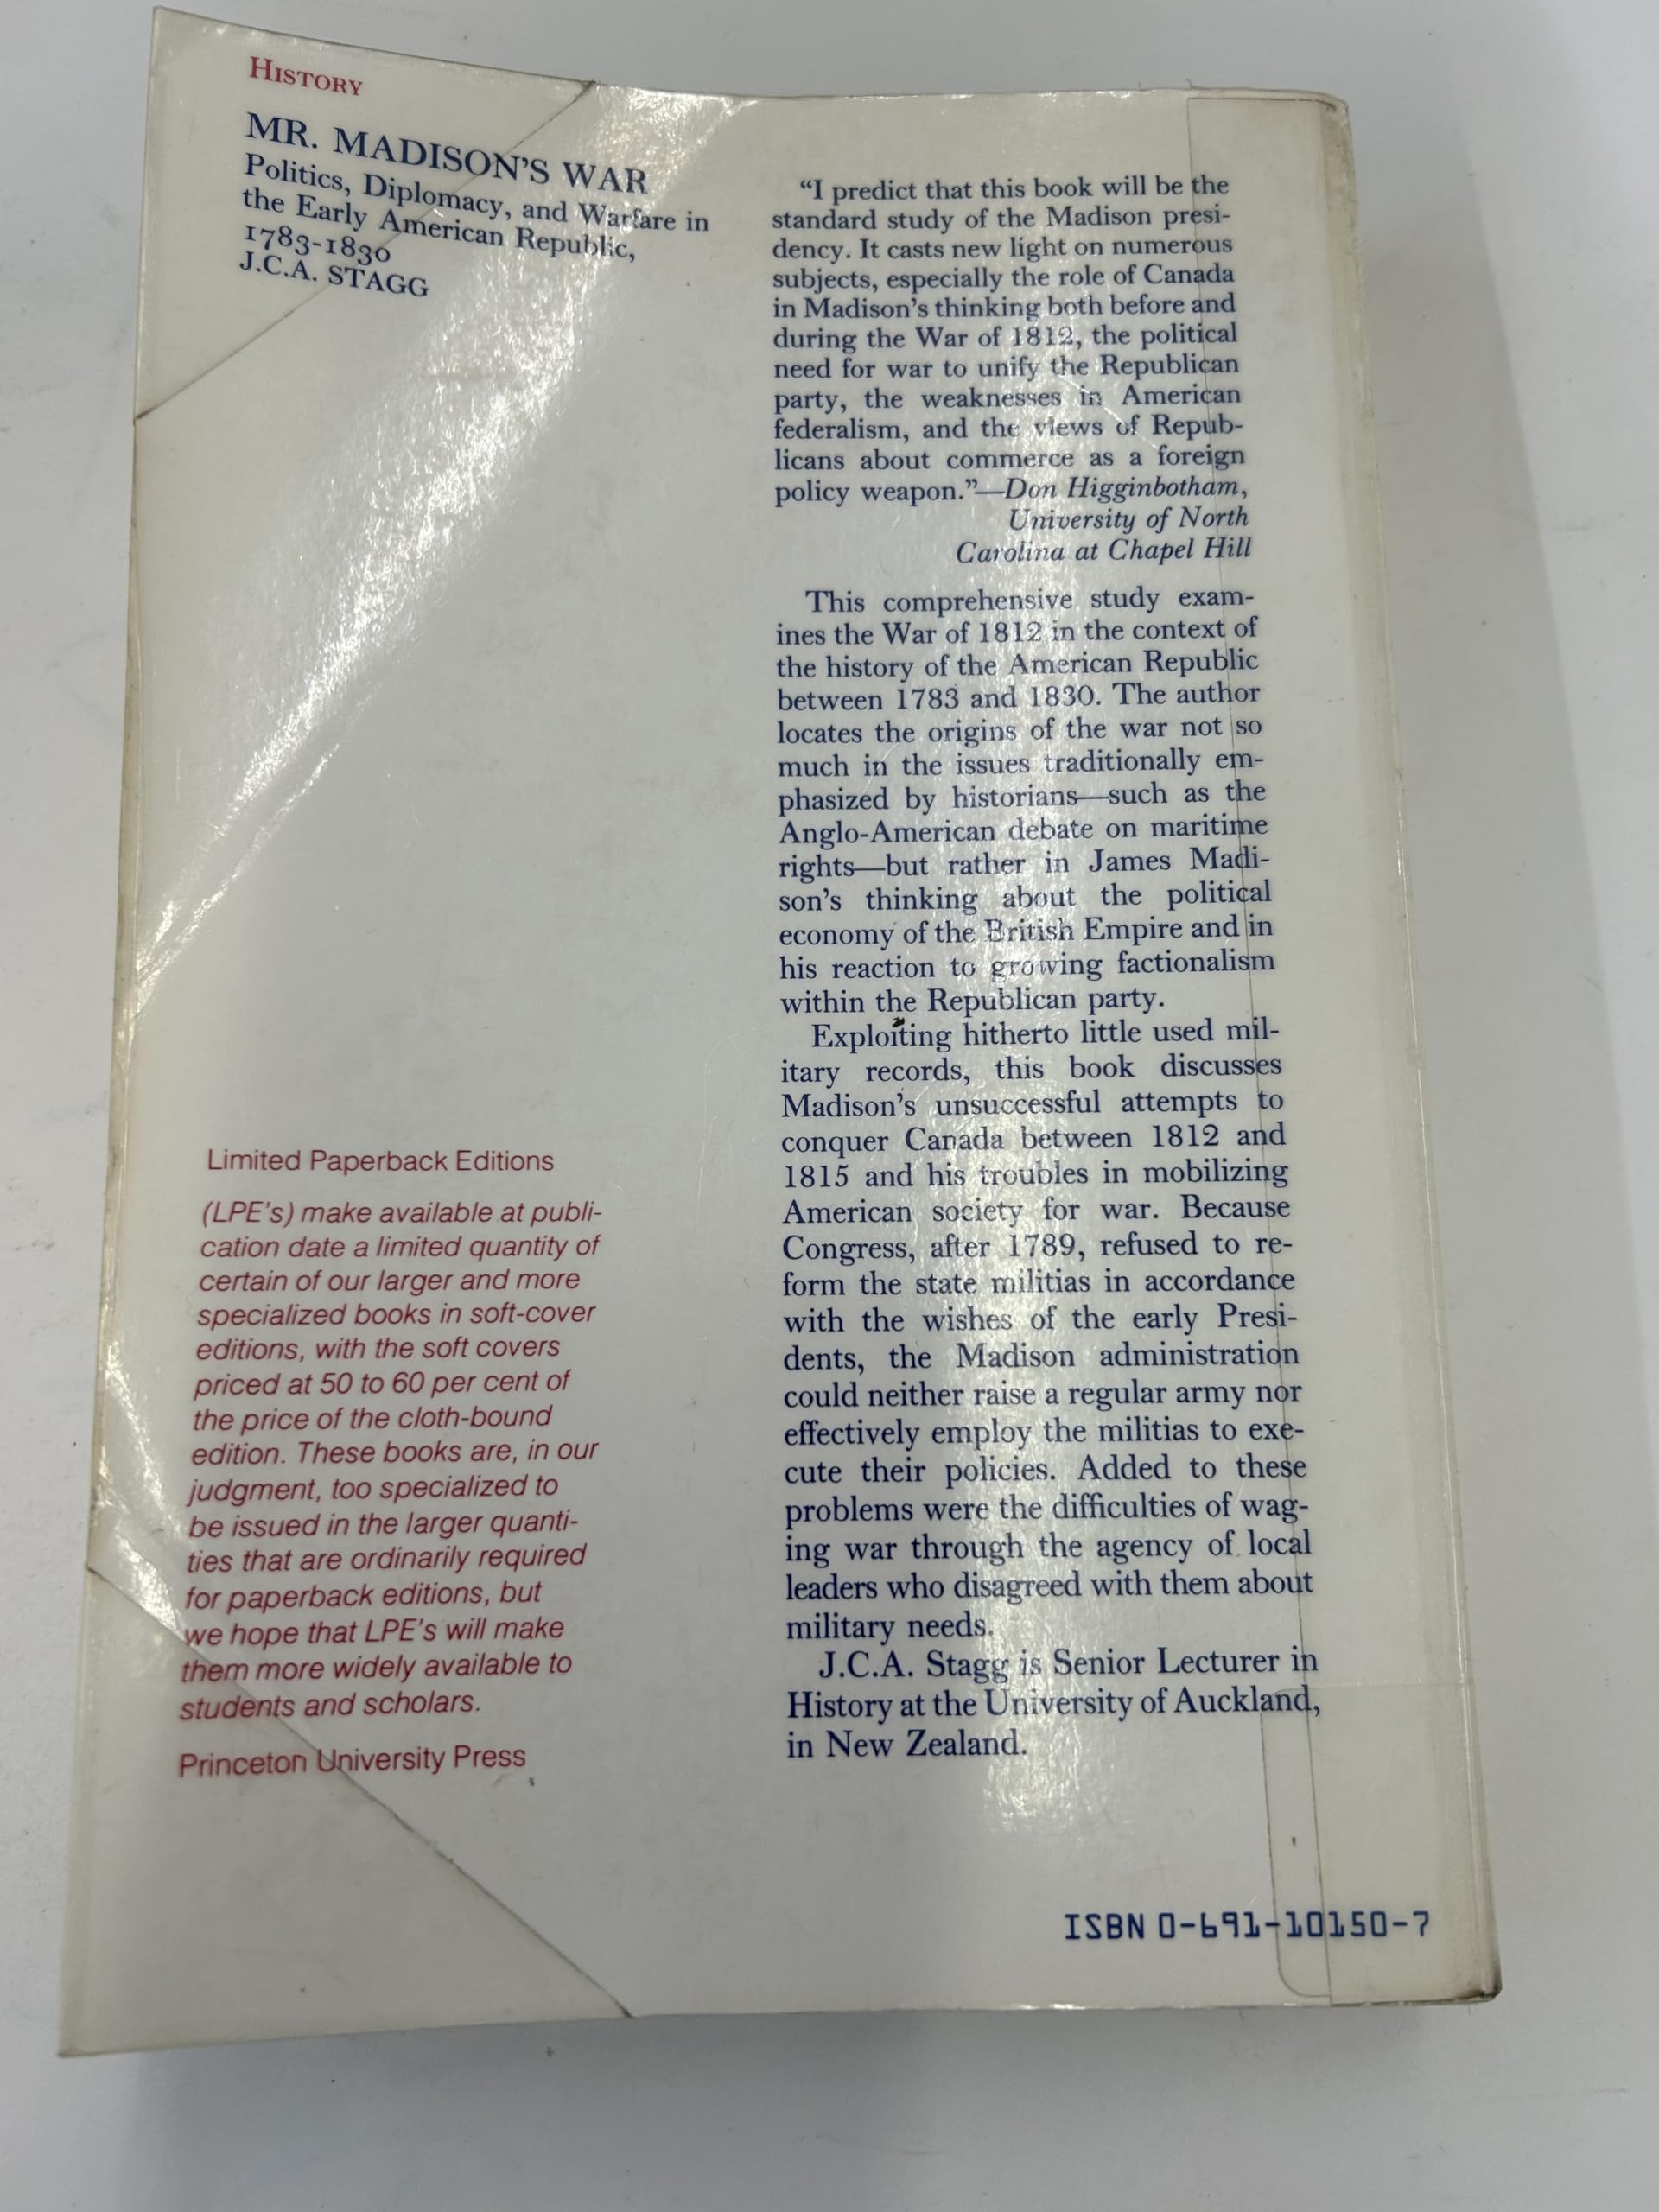 HISTORY
MR. MADISON'S WAR
Politics, Diplomacy, and Warfare in
the Early American Republic,
1783-1830
J.C.A. STAGG
“I predict that this book will be the
standard study of the Madison presi-
dency. It casts new light on numerous
subjects, especially the role of Canada
in Madison’s thinking both before and
during the War of 1812, the political
need for war to unify the Republican
party, the weaknesses in American
federalism, and the views of Repub-
licans about commerce as a foreign
policy weapon.”—Don Higginbotham,
University of North
Carolina at Chapel Hill
This comprehensive study exam-
ines the War of 1812 in the context of
the history of the American Republic
between 1783 and 1830. The author
locates the origins of the war not so
much in the issues traditionally em-
phasized by historians—such as the
Anglo-American debate on maritime
rights—but rather in James Madi-
son’s thinking about the political
economy of the British Empire and in
his reaction to growing factionalism
within the Republican party.
Exploiting hitherto little used mil-
itary records, this book discusses
Madison’s unsuccessful attempts to
conquer Canada between 1812 and
1815 and his troubles in mobilizing
American society for war. Because
Congress, after 1789, refused to re-
form the state militias in accordance
with the wishes of the early Presi-
dents, the Madison administration
could neither raise a regular army nor
effectively employ the militias to exe-
cute their policies. Added to these
problems were the difficulties of wag-
ing war through the agency of local
leaders who disagreed with them about
military needs.
J.C.A. Stagg is Senior Lecturer in
History at the University of Auckland,
in New Zealand.
Limited Paperback Editions
(LPE's) make available at publi-
cation date a limited quantity of
certain of our larger and more
specialized books in soft-cover
editions, with the soft covers
priced at 50 to 60 per cent of
the price of the cloth-bound
edition. These books are, in our
judgment, too specialized to
be issued in the larger quanti-
ties that are ordinarily required
for paperback editions, but
we hope that LPE's will make
them more widely available to
students and scholars.
Princeton University Press
ISBN 0-691-10150-7